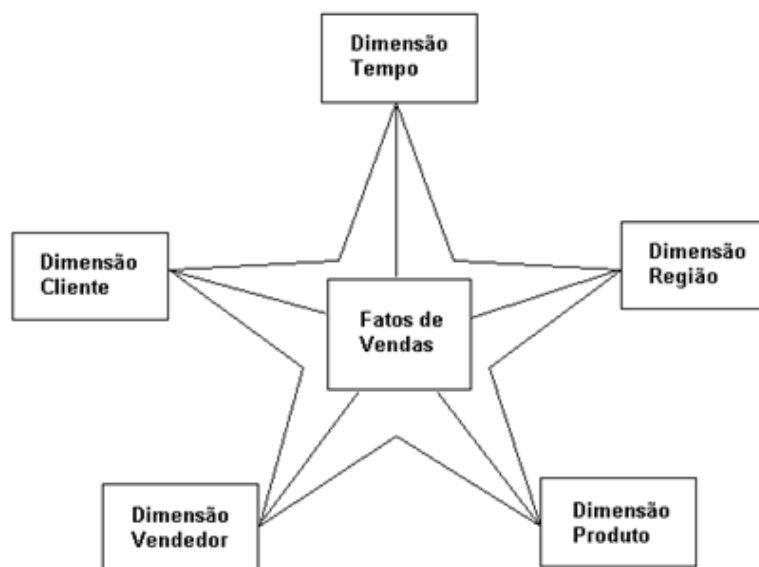 Dimensão
Tempo
Dimensão
Cliente
Dimensão
Região
Fatos de
Vendas
Dimensão
Vendedor
Dimensão
Produto